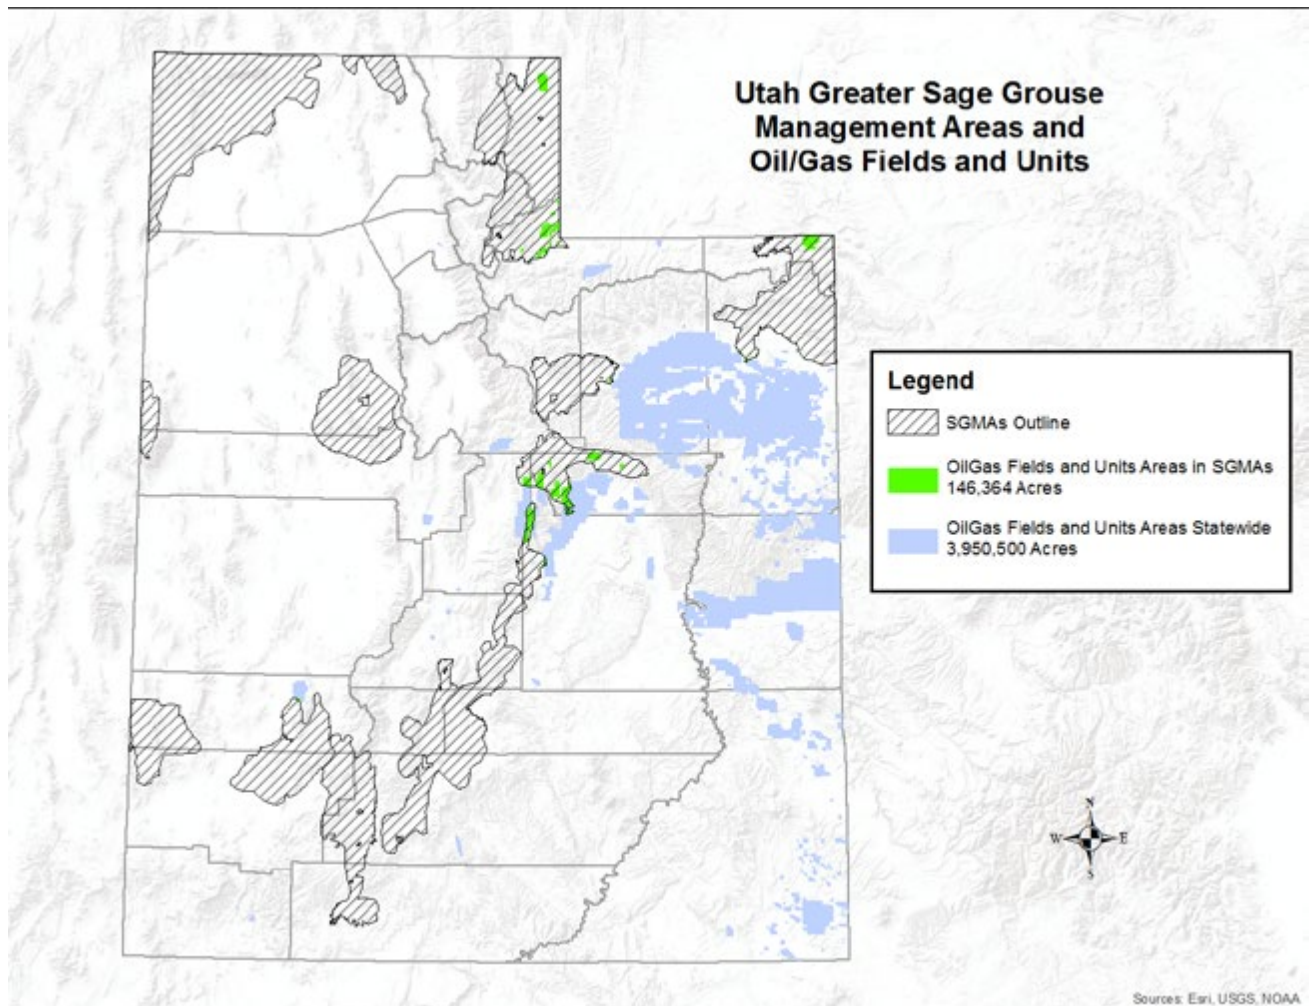 Utah Greater Sage Grouse
Management Areas and
Oil/Gas Fields and Units
Legend
SGMAs Outline
OilGas Fields and Units Areas in SGMAs
146,364 Acres
OilGas Fields and Units Areas Statewide
3,950,500 Acres
N
W E
S
Sources: Esri, USGS, NOAA